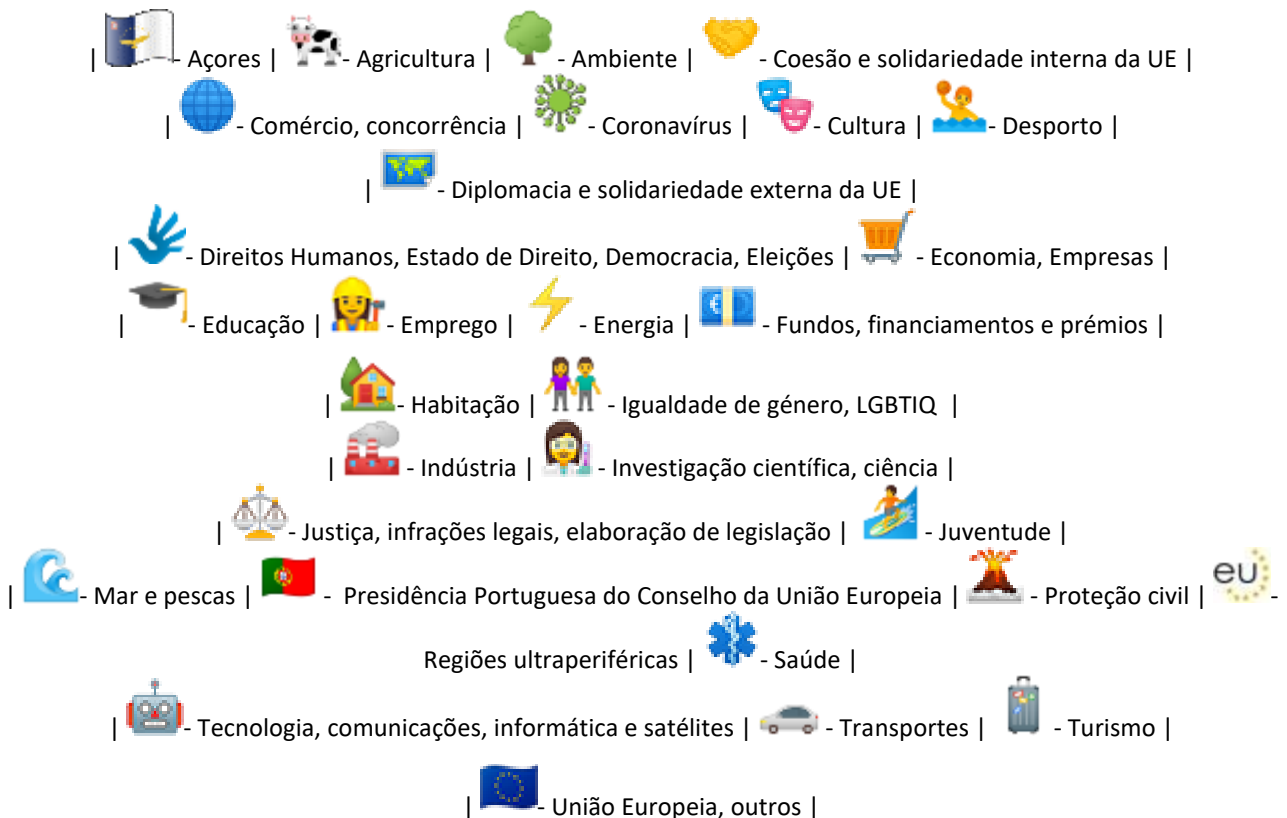 | - Açores | - Agricultura | - Ambiente | - Coesão e solidariedade interna da UE |
| - Comércio, concorrência | - Coronavírus | - Cultura | - Desporto |
| - Diplomacia e solidariedade externa da UE |
| - Direitos Humanos, Estado de Direito, Democracia, Eleições | - Economia, Empresas |
| - Educação | - Emprego | - Energia | - Fundos, financiamentos e prémios |
| - Habitação | - Igualdade de género, LGBTIQ |
| - Indústria | - Investigação científica, ciência |
| - Justiça, infrações legais, elaboração de legislação | - Juventude |
| - Mar e pescas | - Presidência Portuguesa do Conselho da União Europeia | - Proteção civil | eu -
Regiões ultraperiféricas | - Saúde |
| - Tecnologia, comunicações, informática e satélites | - Transportes | - Turismo |
| - União Europeia, outros |